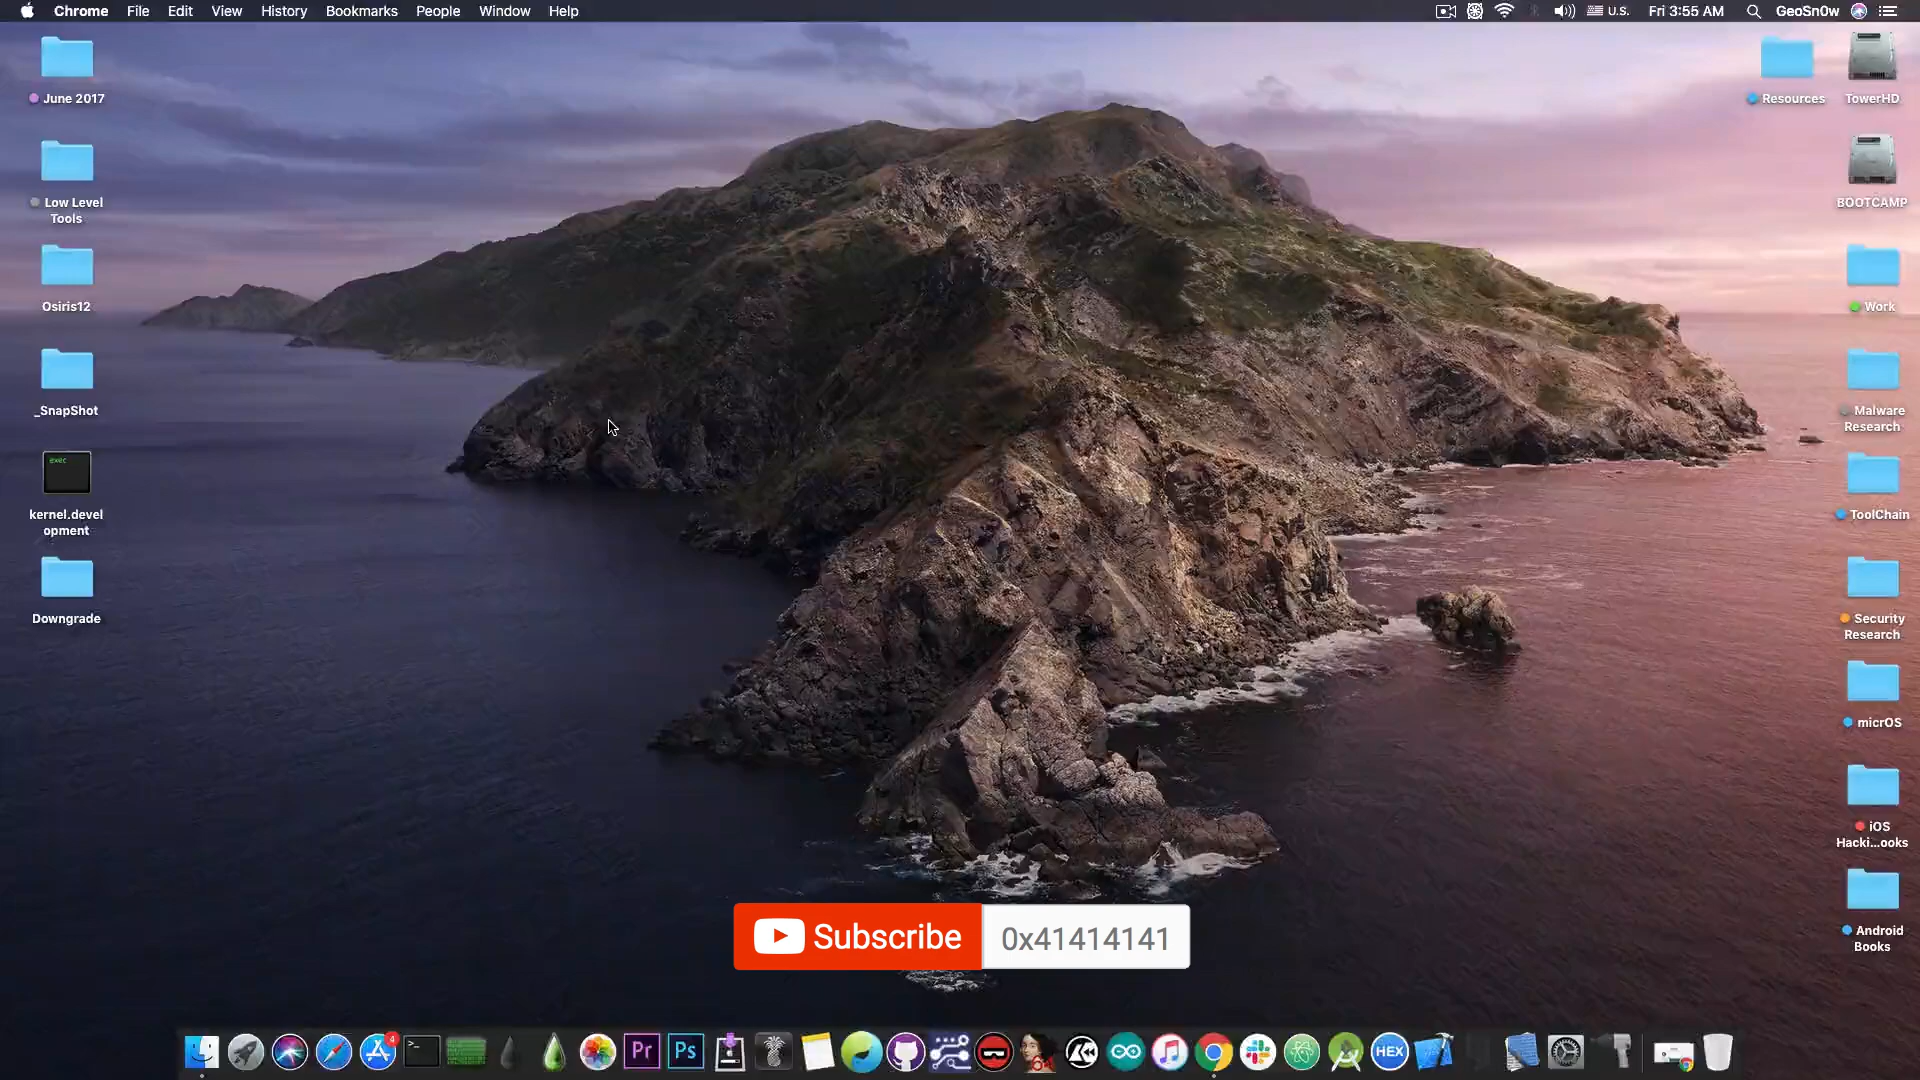 Chrome File Edit View History Bookmarks People Window Help
U.S. Fri 3:55 AM GeoSn0w
June 2017
Low Level
Tools
Osiris12
_SnapShot
exec
kernel.devel
opment
Downgrade
Resources
TowerHD
BOOTCAMP
Work
Malware
Research
ToolChain
Security
Research
micrOS
iOS
Hacki...ooks
Android
Books
Subscribe 0x41414141
4
>_
Pr
Ps
HEX